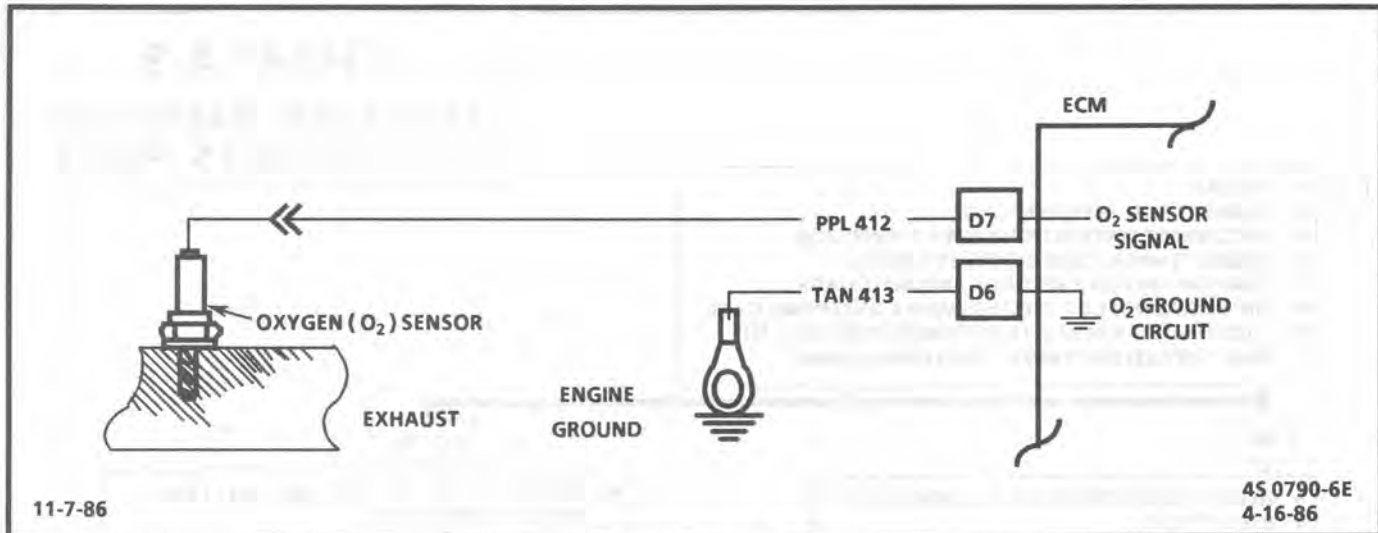 ECM
PPL 412
D7
O₂ SENSOR
SIGNAL
TAN 413
D6
O₂ GROUND
CIRCUIT
OXYGEN (O₂) SENSOR
EXHAUST
ENGINE
GROUND
11-7-86
4S 0790-6E
4-16-86